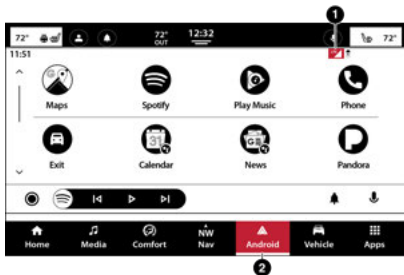 1
72° 72° OUT 12:32 72°
11:51
Maps Spotify Play Music Phone
31
Exit Calendar News Pandora
NW
Home Media Comfort Nav Android Vehicle Apps
2